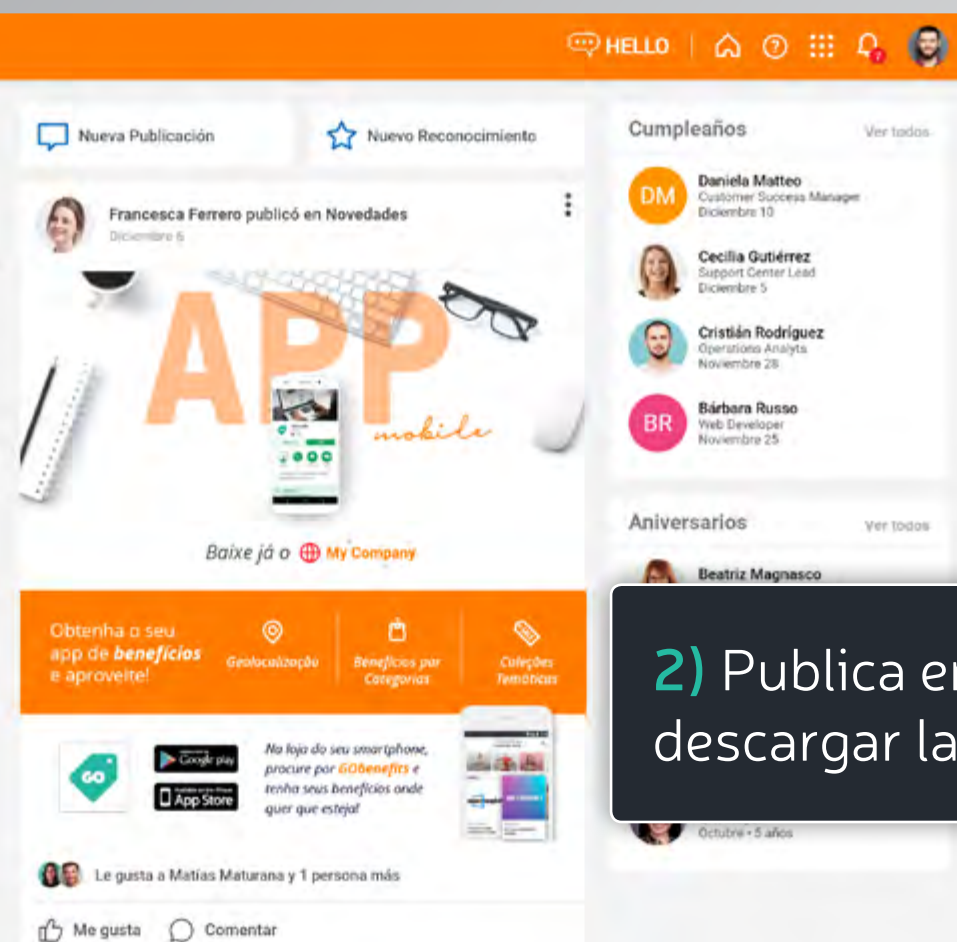 HELLO
7
Nueva Publicación
Nuevo Reconocimiento
Francesca Ferrero publicó en Novedades
Diciembre 6
APP
mobile
Baixe já o My Company
Obtenha o seu
app de benefícios
e aproveite!
Geolocalização
Benefícios por
Categorias
Coleções
Temáticas
GO
Google play
App Store
Na loja do seu smartphone,
procure por GObenefits e
tenha seus benefícios onde
quer que esteja!
Le gusta a Matías Maturana y 1 persona más
Me gusta
Comentar
Cumpleaños
Ver todos
DM
Daniela Matteo
Customer Success Manager
Diciembre 10
Cecilia Gutiérrez
Support Center Lead
Diciembre 5
Cristián Rodríguez
Operations Analyts
Noviembre 28
BR
Bárbara Russo
Web Developer
Noviembre 25
Aniversarios
Ver todos
Beatriz Magnasco
2) Publica en
descargar la
Octubre • 5 años